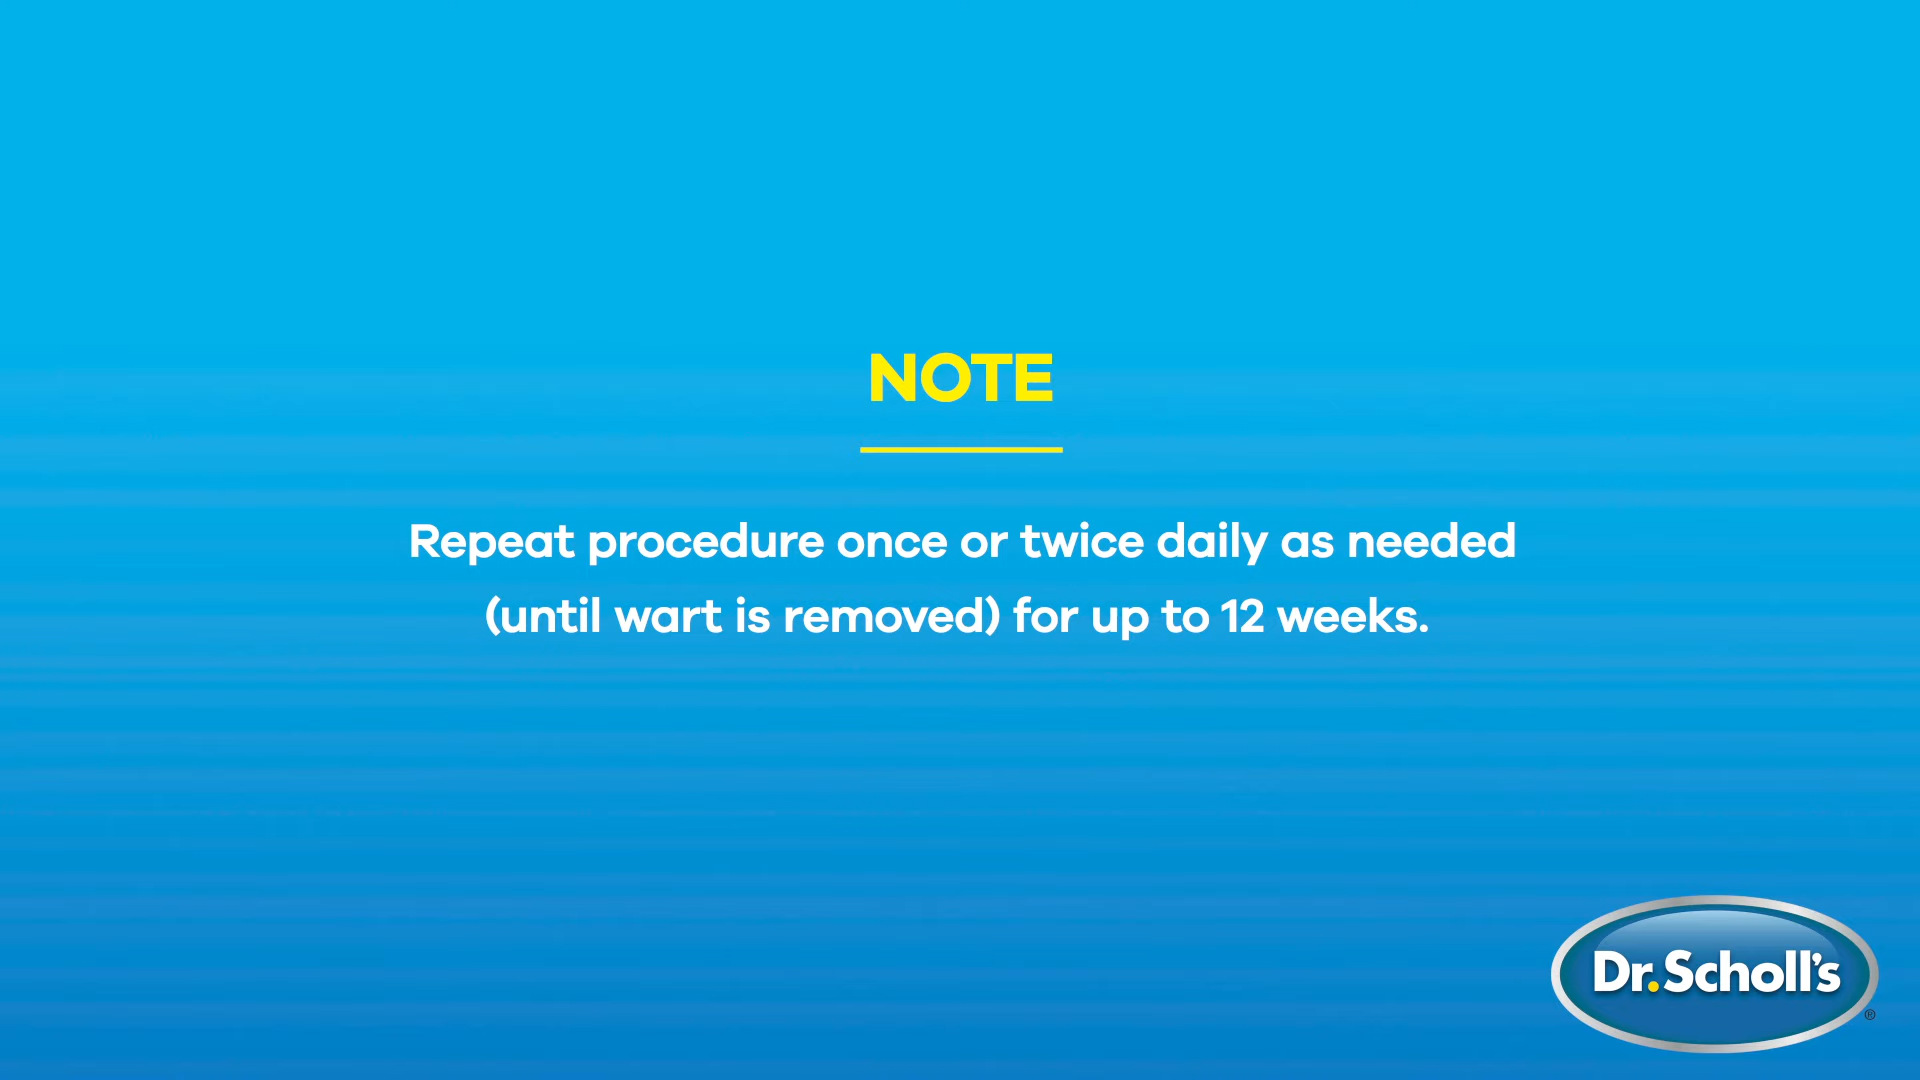 NOTE
Repeat procedure once or twice daily as needed
(until wart is removed) for up to 12 weeks.
Dr.Scholl's
®